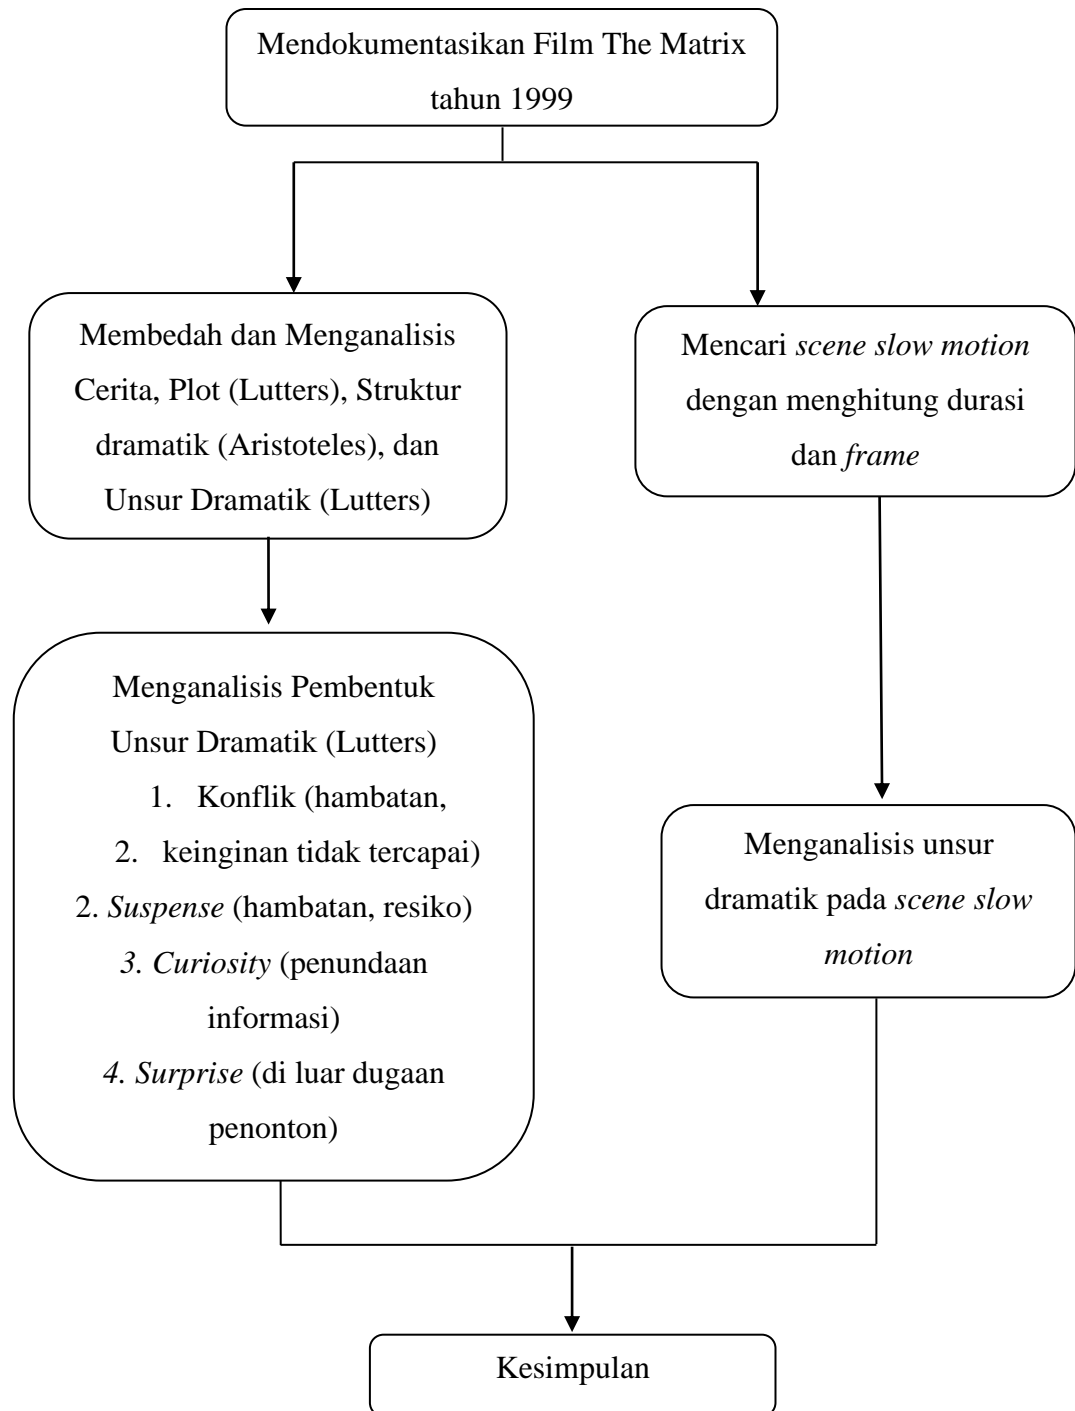 Mendokumentasikan Film The Matrix
tahun 1999
Membedah dan Menganalisis
Cerita, Plot (Lutters), Struktur
dramatik (Aristoteles), dan
Unsur Dramatik (Lutters)
Mencari scene slow motion
dengan menghitung durasi
dan frame
Menganalisis Pembentuk
Unsur Dramatik (Lutters)
1. Konflik (hambatan,
2. keinginan tidak tercapai)
2. Suspense (hambatan, resiko)
3. Curiosity (penundaan
informasi)
4. Surprise (di luar dugaan
penonton)
Menganalisis unsur
dramatik pada scene slow
motion
Kesimpulan